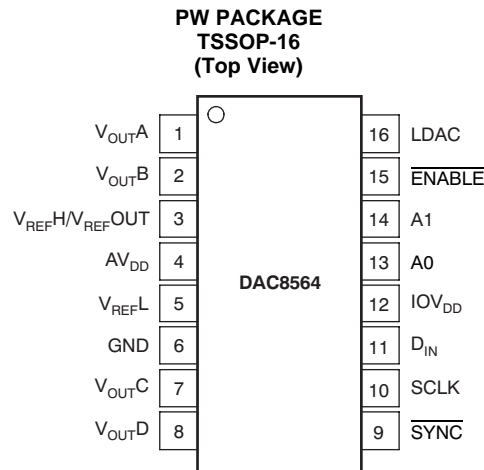 PW PACKAGE
TSSOP-16
(Top View)
VOUTA 1
VOUTB 2
VREFH/VREFOUT 3
AVDD 4
VREFL 5
GND 6
VOUTC 7
VOUTD 8
DAC8564
16 LDAC
15 ENABLE
14 A1
13 A0
12 IOVDD
11 DIN
10 SCLK
9 SYNC